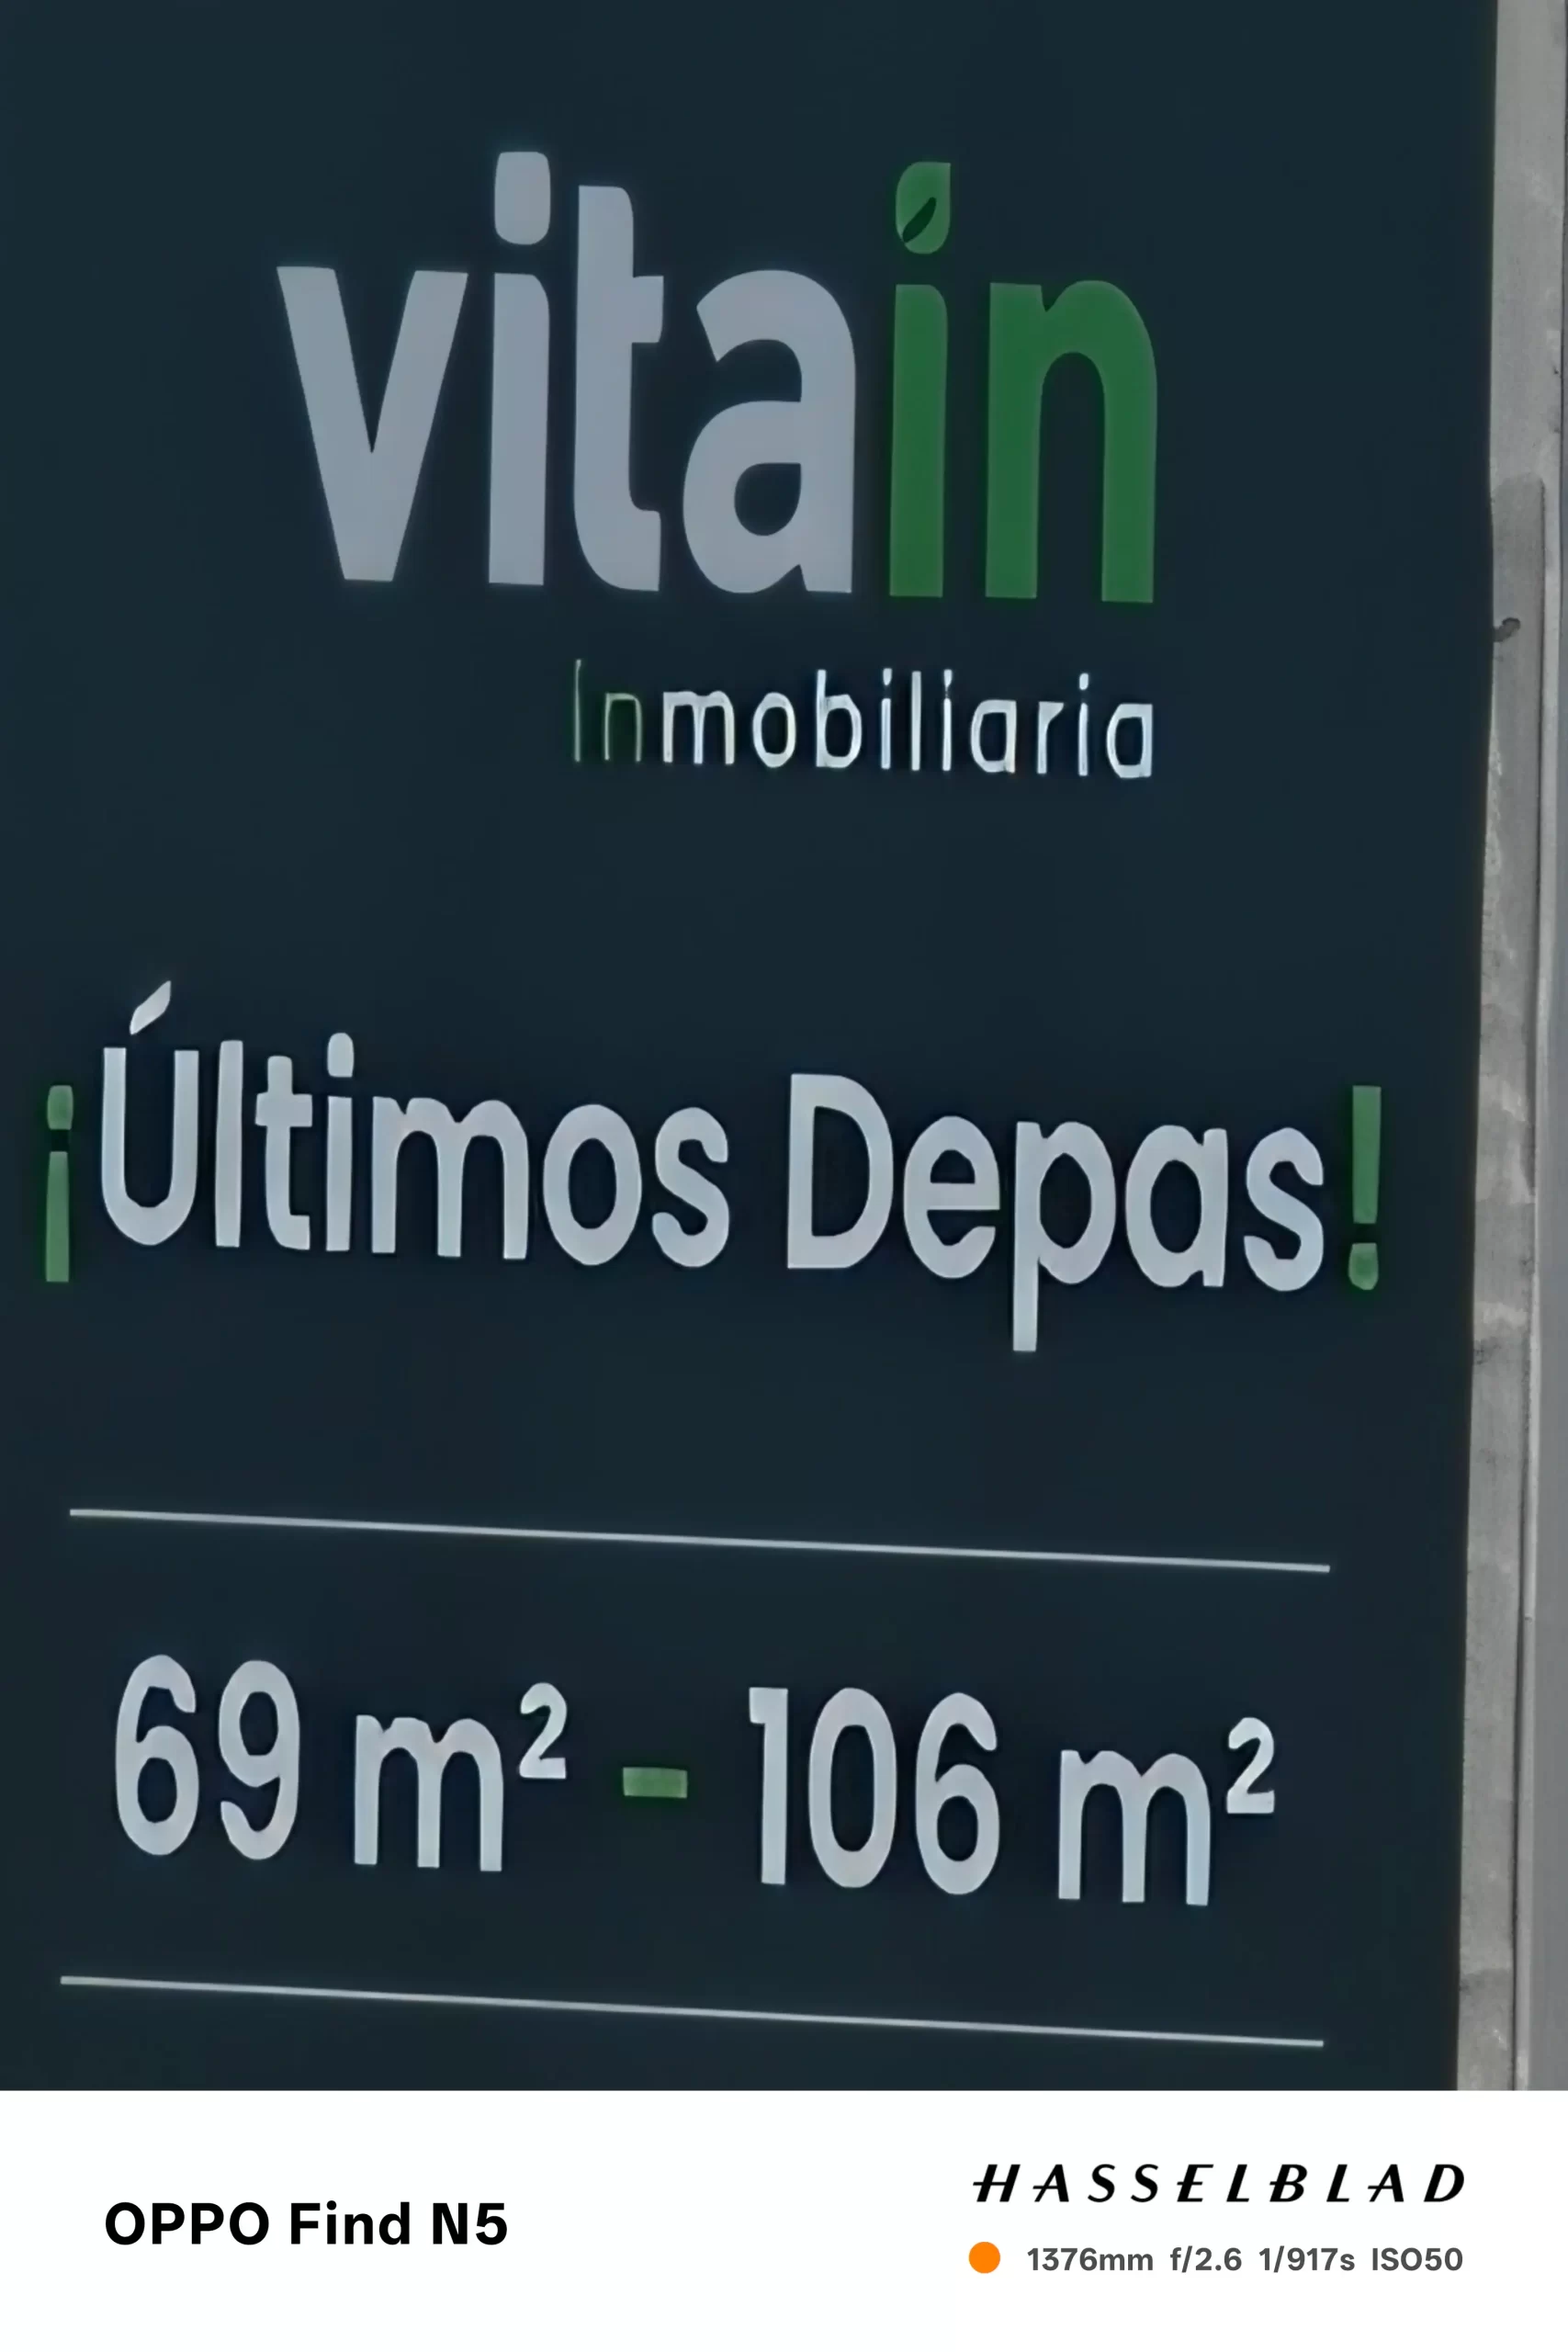 vitain
Inmobiliaria
¡Últimos Depas!
69 m² - 106 m²
OPPO Find N5
HASSELBLAD
1376mm f/2.6 1/917s ISO50